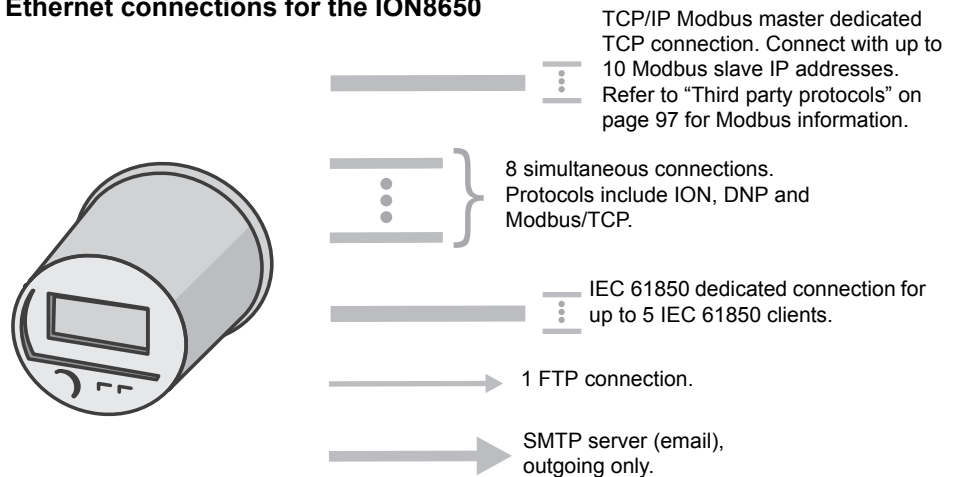 Ethernet connections for the ION8650
TCP/IP Modbus master dedicated
TCP connection. Connect with up to
10 Modbus slave IP addresses.
Refer to “Third party protocols” on
page 97 for Modbus information.
8 simultaneous connections.
Protocols include ION, DNP and
Modbus/TCP.
IEC 61850 dedicated connection for
up to 5 IEC 61850 clients.
1 FTP connection.
SMTP server (email),
outgoing only.